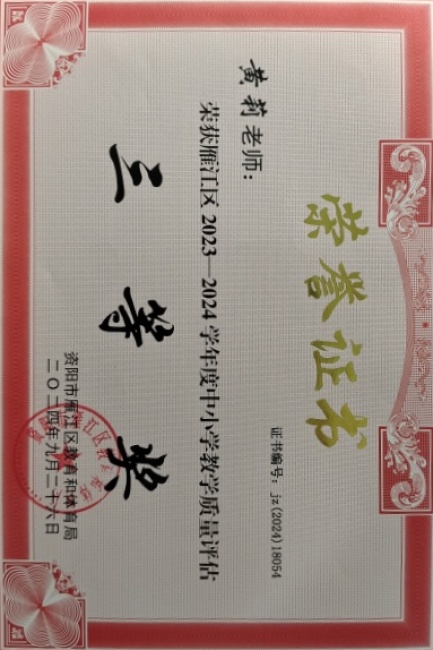 荣誉证书
证书编号：jz(2024)18054
黄莉老师：
荣获雁江区2023—2024学年度中小学教学质量评估
三等奖
资阳市雁江区教育和体育局
二〇二四年九月二十六日